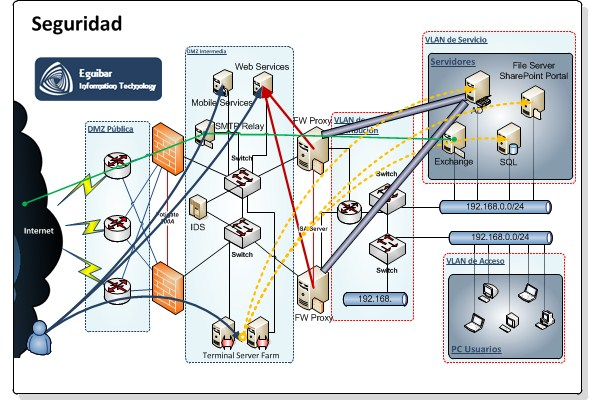 Seguridad
Eguibar
Information Technology
DMZ Pública
DMZ Intermedia
Web Services
Mobile Services
SMTP Relay
Switch
IDS
Switch
Terminal Server Farm
FW Proxy
VLAN de
FW Proxy
Switch
Switch
192.168.
VLAN de Servicio
Servidores
File Server
SharePoint Portal
Exchange
SQL
192.168.0.0/24
192.168.0.0/24
VLAN de Acceso
PC Usuarios
Internet